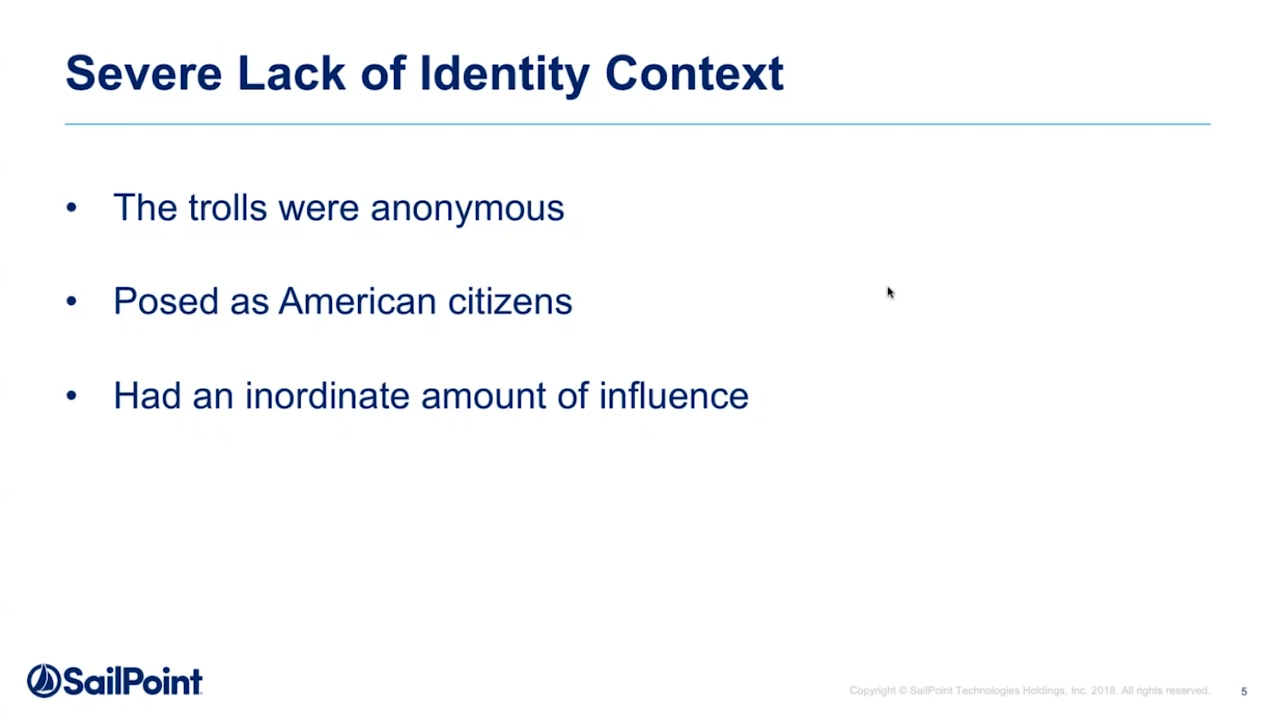 Severe Lack of Identity Context
• The trolls were anonymous
• Posed as American citizens
• Had an inordinate amount of influence
SailPoint
Copyright © SailPoint Technologies Holdings, Inc. 2018. All rights reserved.
5